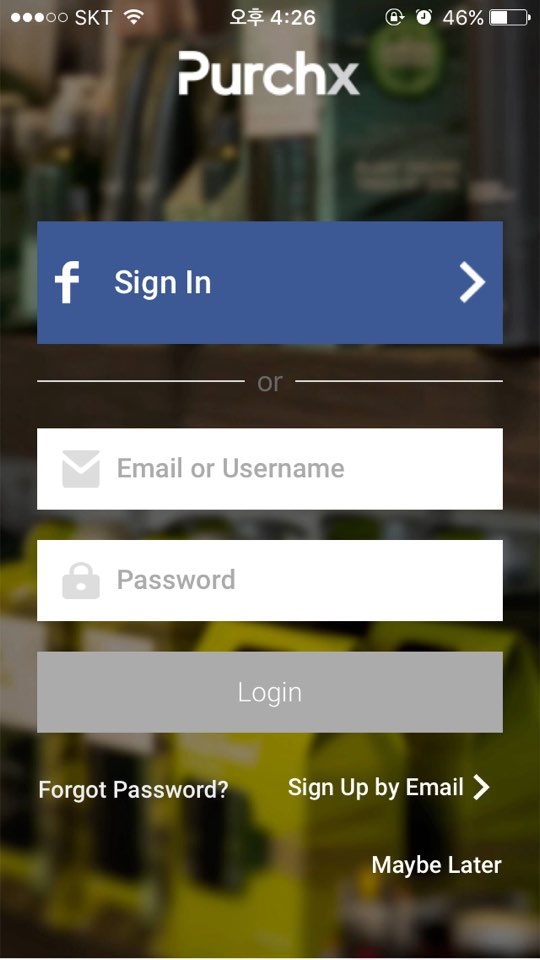 SKT 오후 4:26 46%
Purchx
f Sign In
or
Email or Username
Password
Login
Forgot Password? Sign Up by Email
Maybe Later